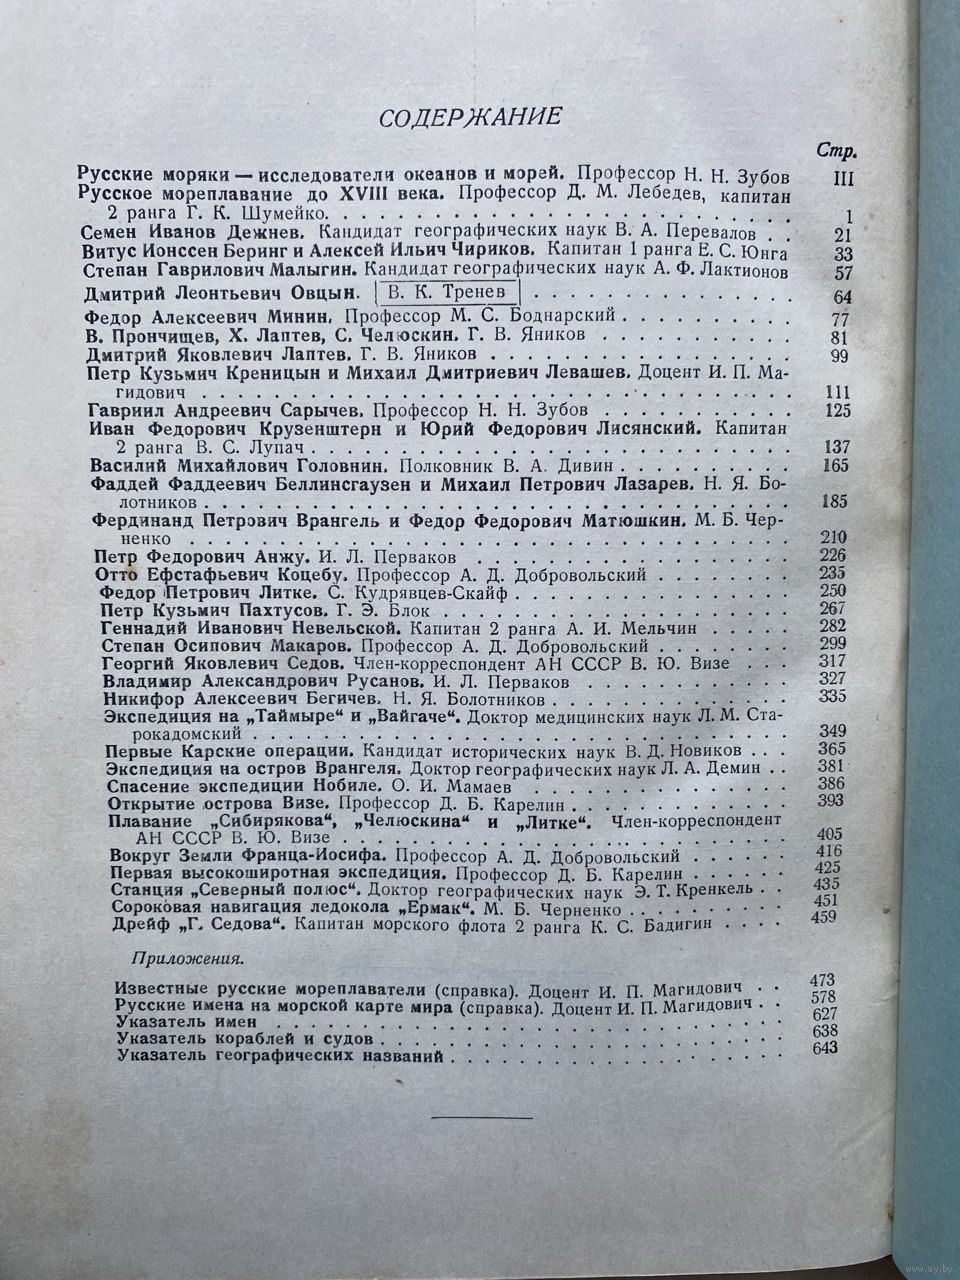 СОДЕРЖАНИЕ
Стр.
Русские моряки — исследователи океанов и морей. Профессор Н. Н. Зубов III
Русское мореплавание до XVIII века. Профессор Д. М. Лебедев, капитан
2 ранга Г. К. Шумейко. . . . . . . . . . . . . . . . . . . . . . . . 1
Семен Иванов Дежнев. Кандидат географических наук В. А. Перевалов . . 21
Витус Ионссен Беринг и Алексей Ильич Чириков. Капитан 1 ранга Е. С. Юнга 33
Степан Гаврилович Малыгин. Кандидат географических наук А. Ф. Лактионов 57
Дмитрий Леонтьевич Овцын. | В. К. Тренев | . . . . . . . . . . . . . . 64
Федор Алексеевич Минин. Профессор М. С. Боднарский . . . . . . . . . 77
В. Прончищев, Х. Лаптев, С. Челюскин. Г. В. Яников . . . . . . . . . . 81
Дмитрий Яковлевич Лаптев. Г. В. Яников . . . . . . . . . . . . . . . 99
Петр Кузьмич Креницын и Михаил Дмитриевич Левашев. Доцент И. П. Ма-
гидович . . . . . . . . . . . . . . . . . . . . . . . . . . . . . . 111
Гавриил Андреевич Сарычев. Профессор Н. Н. Зубов . . . . . . . . . . 125
Иван Федорович Крузенштерн и Юрий Федорович Лисянский. Капитан
2 ранга В. С. Лупач . . . . . . . . . . . . . . . . . . . . . . . . . 137
Василий Михайлович Головнин. Полковник В. А. Дивин . . . . . . . . . 165
Фаддей Фаддеевич Беллинсгаузен и Михаил Петрович Лазарев. Н. Я. Бо-
лотников . . . . . . . . . . . . . . . . . . . . . . . . . . . . . . 185
Фердинанд Петрович Врангель и Федор Федорович Матюшкин. М. Б. Чер-
ненко . . . . . . . . . . . . . . . . . . . . . . . . . . . . . . . 210
Петр Федорович Анжу. И. Л. Перваков . . . . . . . . . . . . . . . . 226
Отто Ефстафьевич Коцебу. Профессор А. Д. Добровольский . . . . . . . 235
Федор Петрович Литке. С. Кудрявцев-Скайф . . . . . . . . . . . . . . 250
Петр Кузьмич Пахтусов. Г. Э. Блок . . . . . . . . . . . . . . . . . . 267
Геннадий Иванович Невельской. Капитан 2 ранга А. И. Мельчин . . . . . 282
Степан Осипович Макаров. Профессор А. Д. Добровольский . . . . . . . 299
Георгий Яковлевич Седов. Член-корреспондент АН СССР В. Ю. Визе . . . 317
Владимир Александрович Русанов. И. Л. Перваков . . . . . . . . . . . 327
Никифор Алексеевич Бегичев. Н. Я. Болотников . . . . . . . . . . . . 335
Экспедиция на „Таймыре“ и „Вайгаче“. Доктор медицинских наук Л. М. Ста-
рокадомский . . . . . . . . . . . . . . . . . . . . . . . . . . . . 349
Первые Карские операции. Кандидат исторических наук В. Д. Новиков . . . 365
Экспедиция на остров Врангеля. Доктор географических наук Л. А. Демин . . 381
Спасение экспедиции Нобиле. О. И. Мамаев . . . . . . . . . . . . . . 386
Открытие острова Визе. Профессор Д. Б. Карелин . . . . . . . . . . . 393
Плавание „Сибирякова“, „Челюскина“ и „Литке“. Член-корреспондент
АН СССР В. Ю. Визе . . . . . . . . . . . . . . . . . . . . . . . . 405
Вокруг Земли Франца-Иосифа. Профессор А. Д. Добровольский . . . . . 416
Первая высокоширотная экспедиция. Профессор Д. Б. Карелин . . . . . 425
Станция „Северный полюс“. Доктор географических наук Э. Т. Кренкель . . 435
Сороковая навигация ледокола „Ермак“. М. Б. Черненко . . . . . . . . 451
Дрейф „Г. Седова“. Капитан морского флота 2 ранга К. С. Бадигин . . . . 459
Приложения.
Известные русские мореплаватели (справка). Доцент И. П. Магидович . . 473
Русские имена на морской карте мира (справка). Доцент И. П. Магидович . . 578
Указатель имен . . . . . . . . . . . . . . . . . . . . . . . . . . 627
Указатель кораблей и судов . . . . . . . . . . . . . . . . . . . . . 638
Указатель географических названий . . . . . . . . . . . . . . . . . . 643
www.ay.by